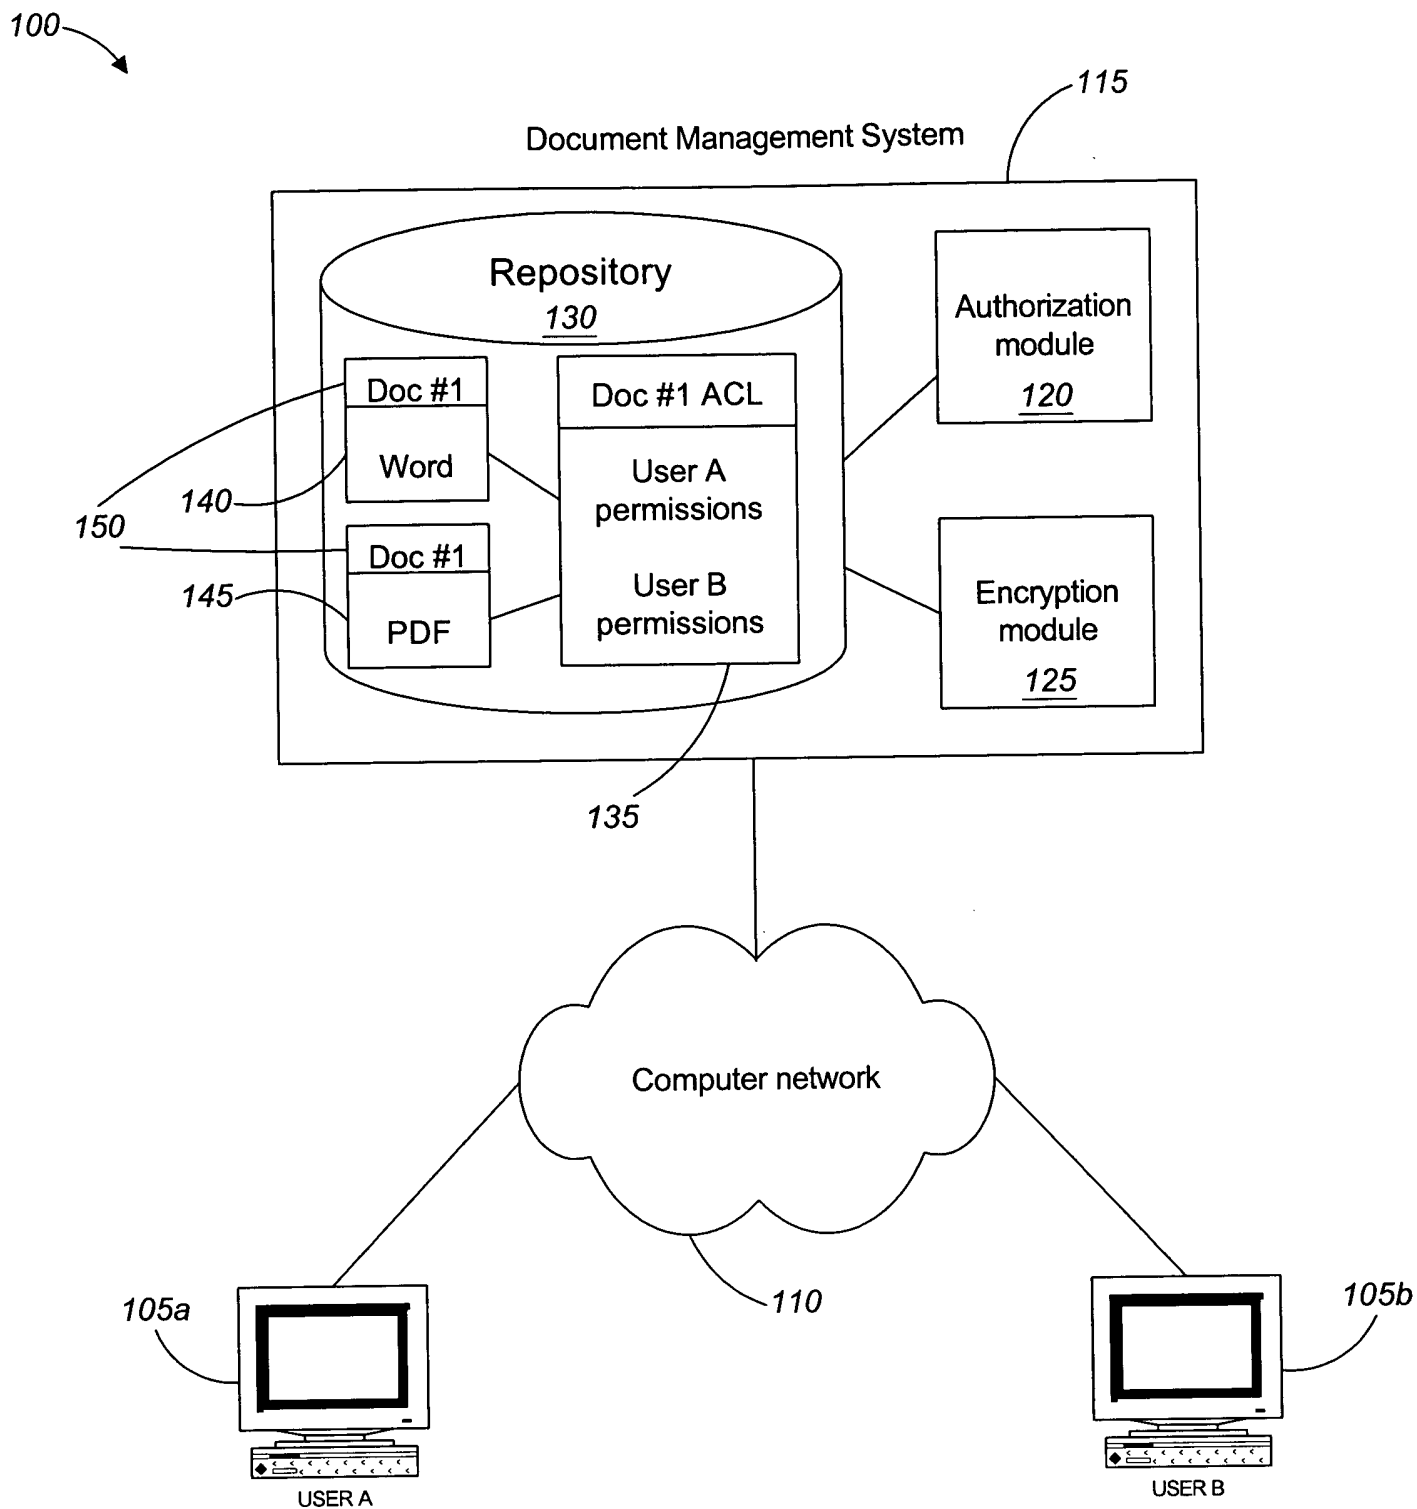 100
115
Document Management System
Repository
130
Authorization
module
120
Doc #1
Word
Doc #1 ACL
User A
permissions
140
150
Doc #1
PDF
145
User B
permissions
Encryption
module
125
135
Computer network
110
105a
105b
USER A
USER B